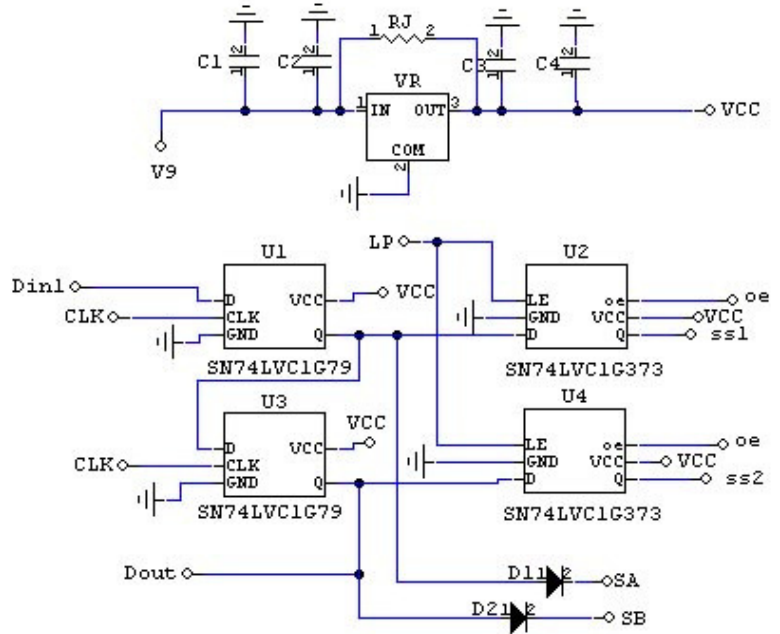 RJ
1 2
C1 1 2
C2 1 2
C3 1 2
C4 1 2
VR
1 IN OUT 3
COM
2
VCC
V9
LP
U1
U2
Din1
D
VCC
VCC
CLK
CLK
GND
Q
SN74LVC1G79
LE
oe
oe
GND
VCC
VCC
D
Q
ss1
SN74LVC1G373
U3
VCC
U4
D
VCC
CLK
CLK
GND
Q
SN74LVC1G79
LE
oe
oe
GND
VCC
VCC
D
Q
ss2
SN74LVC1G373
Dout
D1 1 2
SA
D2 1 2
SB